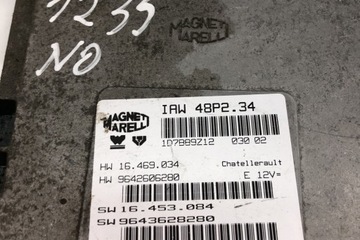 1235
NO
MAGNETI
MARELLI
MAGNETI
MARELLI
IAW 48P2.34
1D7889Z12 030 02
HW 16.469.034 Chatellerault
HW 9642606280 E 12V=
SW 16.453.084
SW 9643628280